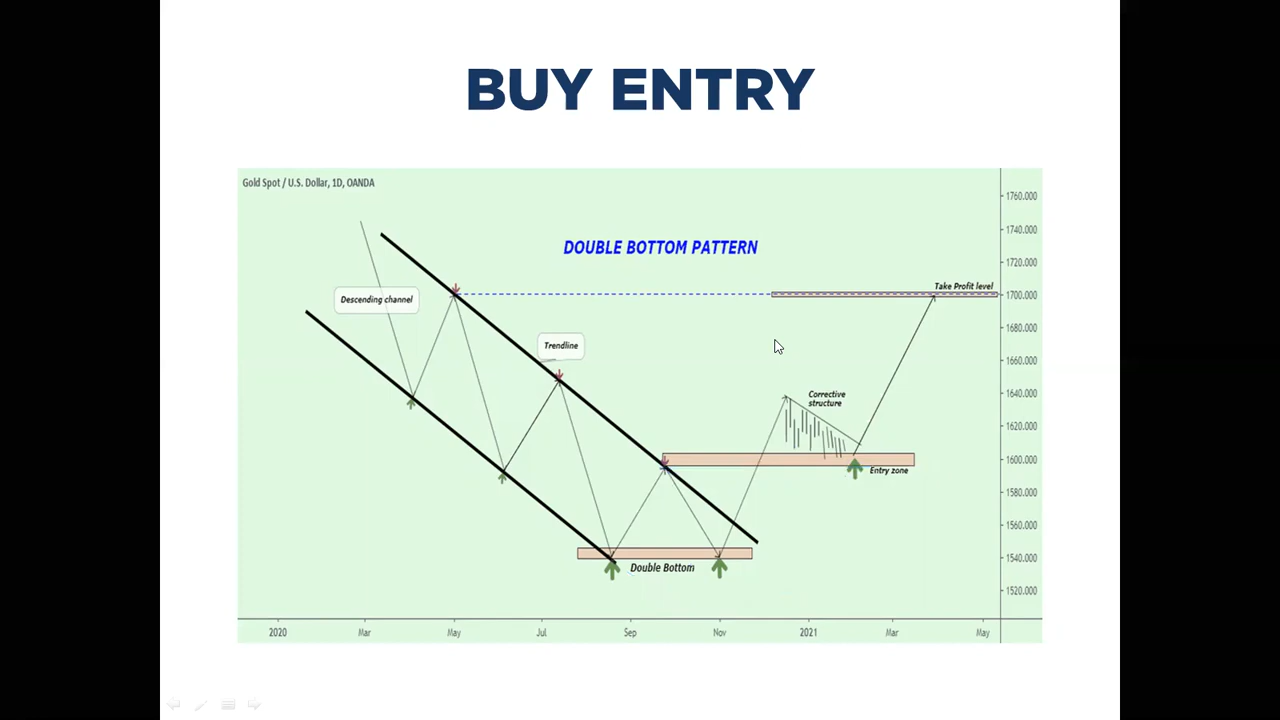 BUY ENTRY
Gold Spot / U.S. Dollar, 1D, OANDA
DOUBLE BOTTOM PATTERN
Descending channel
Trendline
Take Profit level
Corrective
structure
Entry zone
Double Bottom
1760.000
1740.000
1720.000
1700.000
1680.000
1660.000
1640.000
1620.000
1600.000
1580.000
1560.000
1540.000
1520.000
2020 Mar May Jul Sep Nov 2021 Mar May